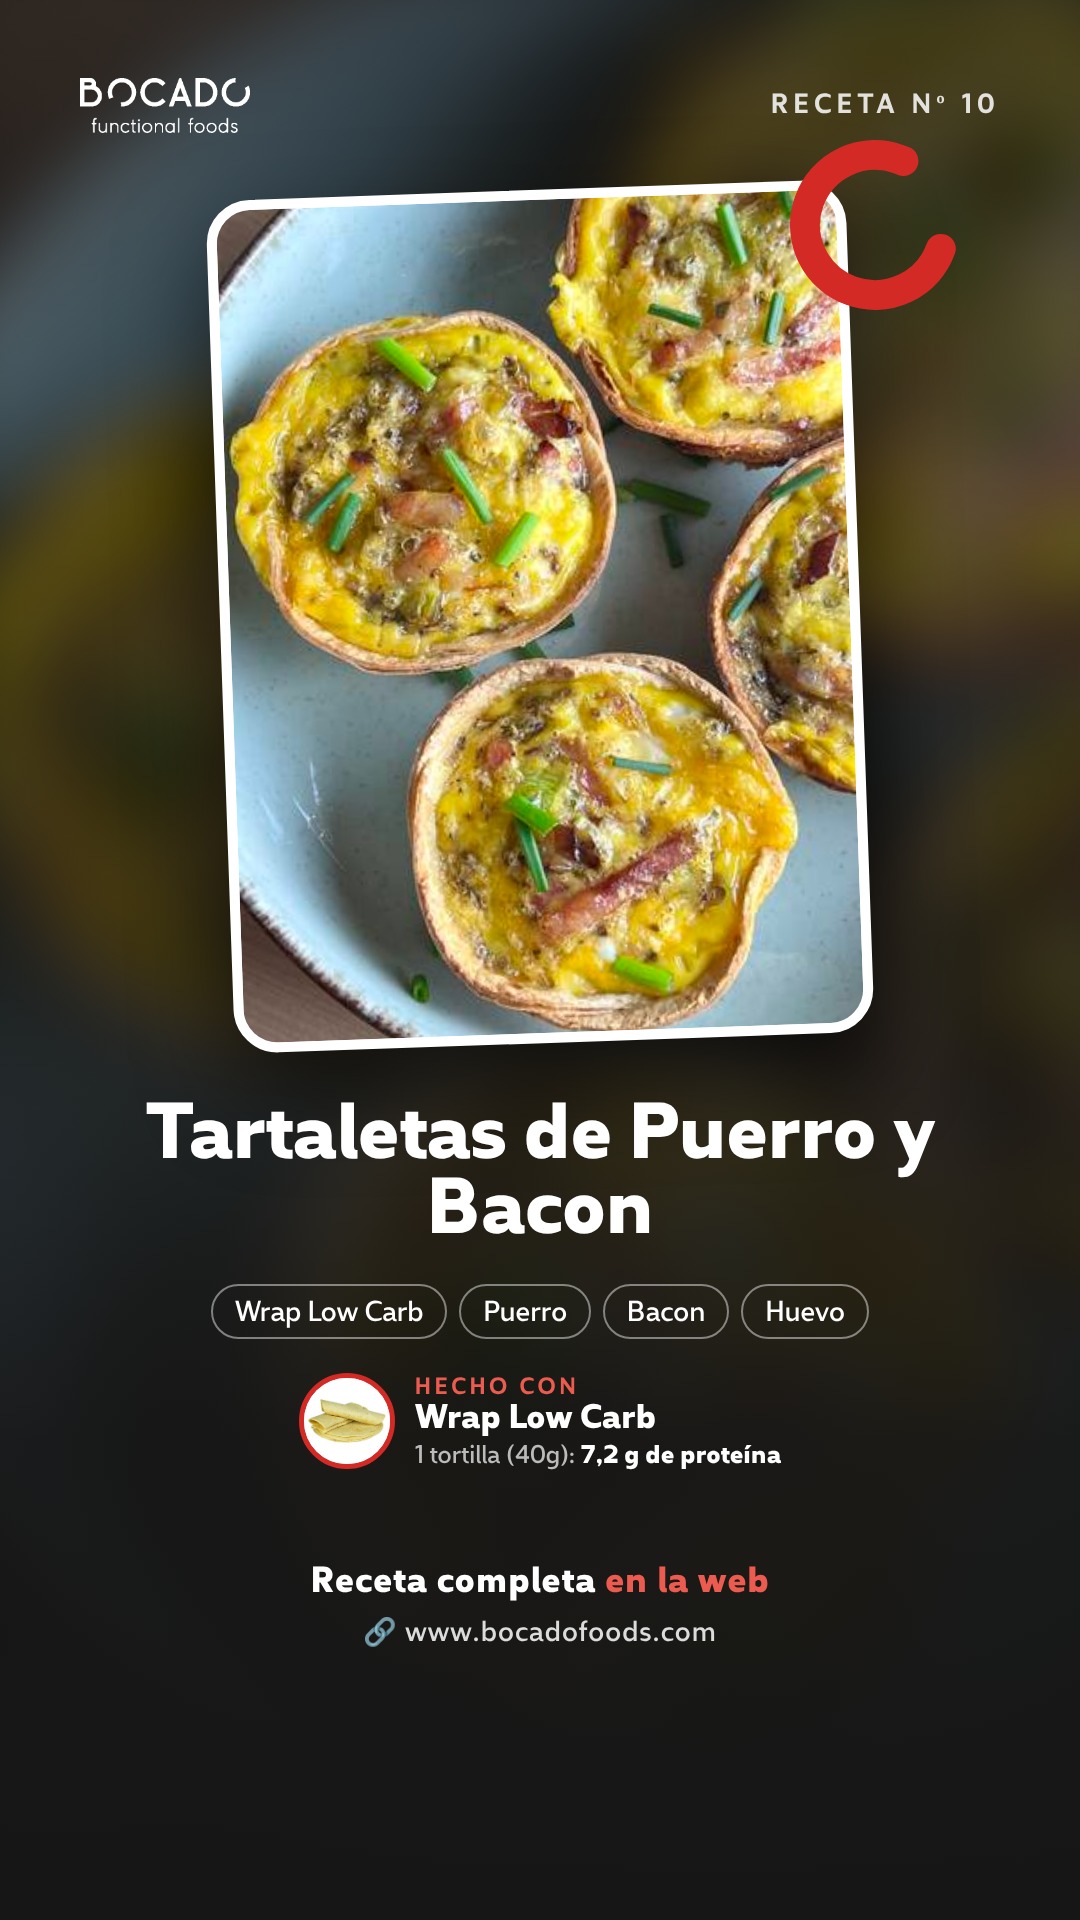 BOCADO
functional foods
RECETA Nº 10
Tartaletas de Puerro y
Bacon
Wrap Low Carb
Puerro
Bacon
Huevo
HECHO CON
Wrap Low Carb
1 tortilla (40g): 7,2 g de proteína
Receta completa en la web
🔗 www.bocadofoods.com